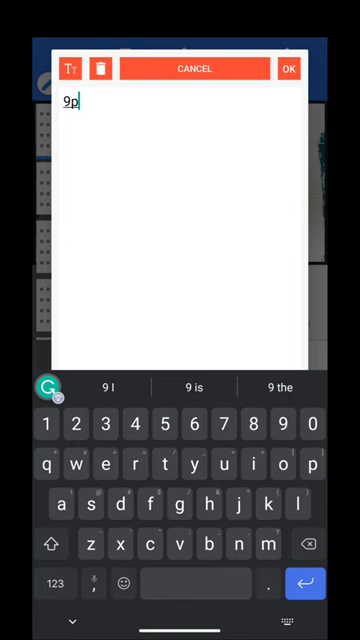 TT CANCEL OK
9p
9 I 9 is 9 the
1 2 3 4 5 6 7 8 9 0
q w e r t y u i o p
a s d f g h j k l
z x c v b n m
123 , .